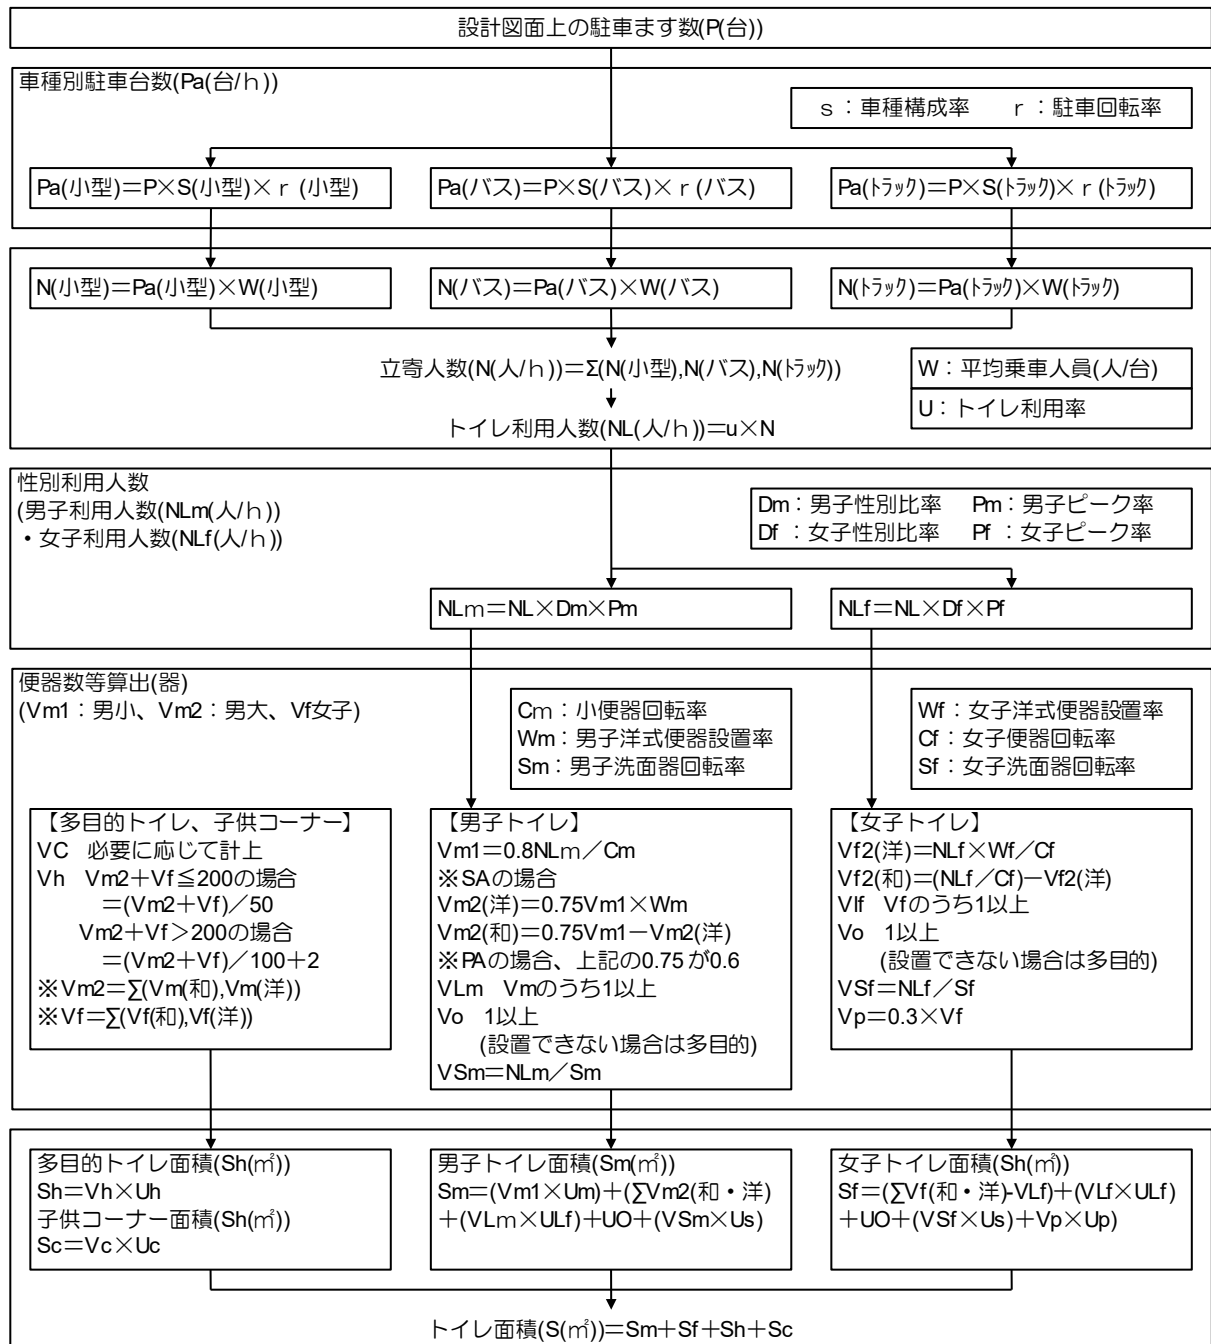 設計図面上の駐車ます数(P(台))
車種別駐車台数(Pa(台/ｈ))
ｓ：車種構成率　　ｒ：駐車回転率
Pa(小型)＝P×S(小型)×ｒ(小型)
Pa(バス)＝P×S(バス)×ｒ(バス)
Pa(ﾄﾗｯｸ)＝P×S(ﾄﾗｯｸ)×ｒ(ﾄﾗｯｸ)
N(小型)＝Pa(小型)×W(小型)
N(バス)＝Pa(バス)×W(バス)
N(ﾄﾗｯｸ)＝Pa(ﾄﾗｯｸ)×W(ﾄﾗｯｸ)
立寄人数(N(人/ｈ))＝Σ(N(小型),N(バス),N(ﾄﾗｯｸ))
W：平均乗車人員(人/台)
U：トイレ利用率
トイレ利用人数(NL(人/ｈ))＝u×N
性別利用人数
(男子利用人数(NLm(人/ｈ))
・女子利用人数(NLf(人/ｈ))
Dm：男子性別比率　　Pm：男子ピーク率
Df ：女子性別比率　　Pf ：女子ピーク率
NLｍ＝NL×Dm×Pm
NLf＝NL×Df×Pf
便器数等算出(器)
(Vm1：男小、Vm2：男大、Vf女子)
Cｍ：小便器回転率
Wm：男子洋式便器設置率
Sm：男子洗面器回転率
Wf：女子洋式便器設置率
Cf：女子便器回転率
Sf：女子洗面器回転率
【多目的トイレ、子供コーナー】
VC　必要に応じて計上
Vh　Vm2＋Vf≦200の場合
＝(Vm2＋Vf)／50
Vm2＋Vf＞200の場合
＝(Vm2＋Vf)／100＋2
※Vm2＝∑(Vm(和),Vm(洋))
※Vf＝∑(Vf(和),Vf(洋))
【男子トイレ】
Vm1＝0.8NLｍ／Cm
※SAの場合
Vm2(洋)＝0.75Vm1×Wm
Vm2(和)＝0.75Vm1－Vm2(洋)
※PAの場合、上記の0.75が0.6
VLm　Vmのうち1以上
Vo　1以上
(設置できない場合は多目的)
VSm＝NLm／Sm
【女子トイレ】
Vf2(洋)＝NLf×Wf／Cf
Vf2(和)＝(NLf／Cf)－Vf2(洋)
Vlf　Vfのうち1以上
Vo　1以上
(設置できない場合は多目的)
VSf＝NLf／Sf
Vp＝0.3×Vf
多目的トイレ面積(Sh(㎡))
Sh＝Vh×Uh
子供コーナー面積(Sh(㎡))
Sc＝Vc×Uc
男子トイレ面積(Sm(㎡))
Sm＝(Vm1×Um)＋(∑Vm2(和・洋)
＋(VLｍ×ULf)＋UO＋(VSm×Us)
女子トイレ面積(Sh(㎡))
Sf＝(∑Vf(和・洋)-VLf)＋(VLf×ULf)
＋UO＋(VSf×Us)＋Vp×Up)
トイレ面積(S(㎡))＝Sm＋Sf＋Sh＋Sc